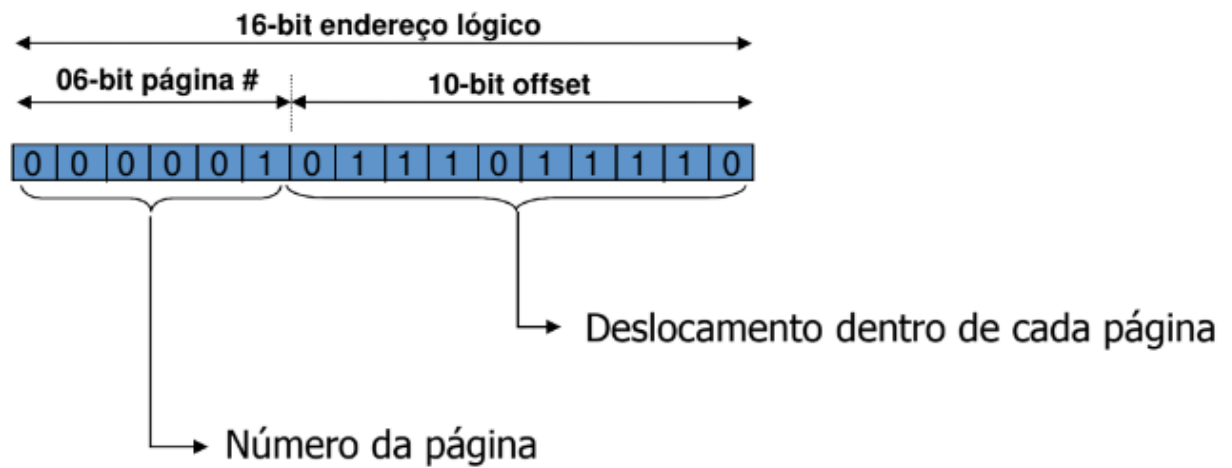 16-bit endereço lógico
06-bit página # 10-bit offset
0 0 0 0 0 1 0 1 1 1 0 1 1 1 1 0
Deslocamento dentro de cada página
Número da página